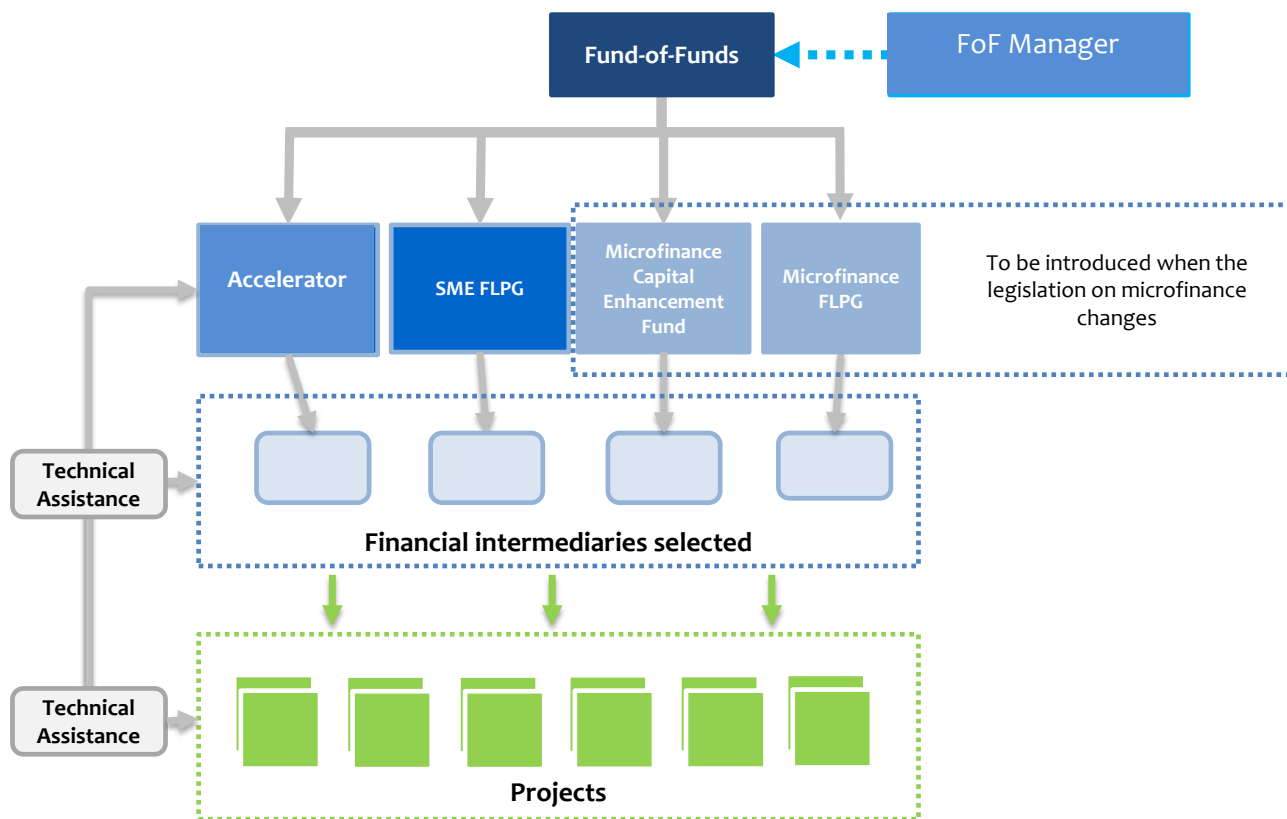 Fund-of-Funds
FoF Manager
Accelerator
SME FLPG
Microfinance
Capital
Enhancement
Fund
Microfinance
FLPG
To be introduced when the
legislation on microfinance
changes
Technical
Assistance
Financial intermediaries selected
Technical
Assistance
Projects